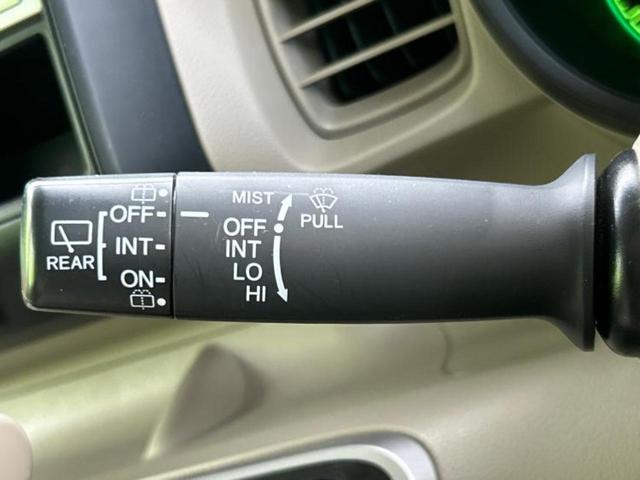 OFF
INT
ON
REAR
MIST
PULL
OFF
INT
LO
HI